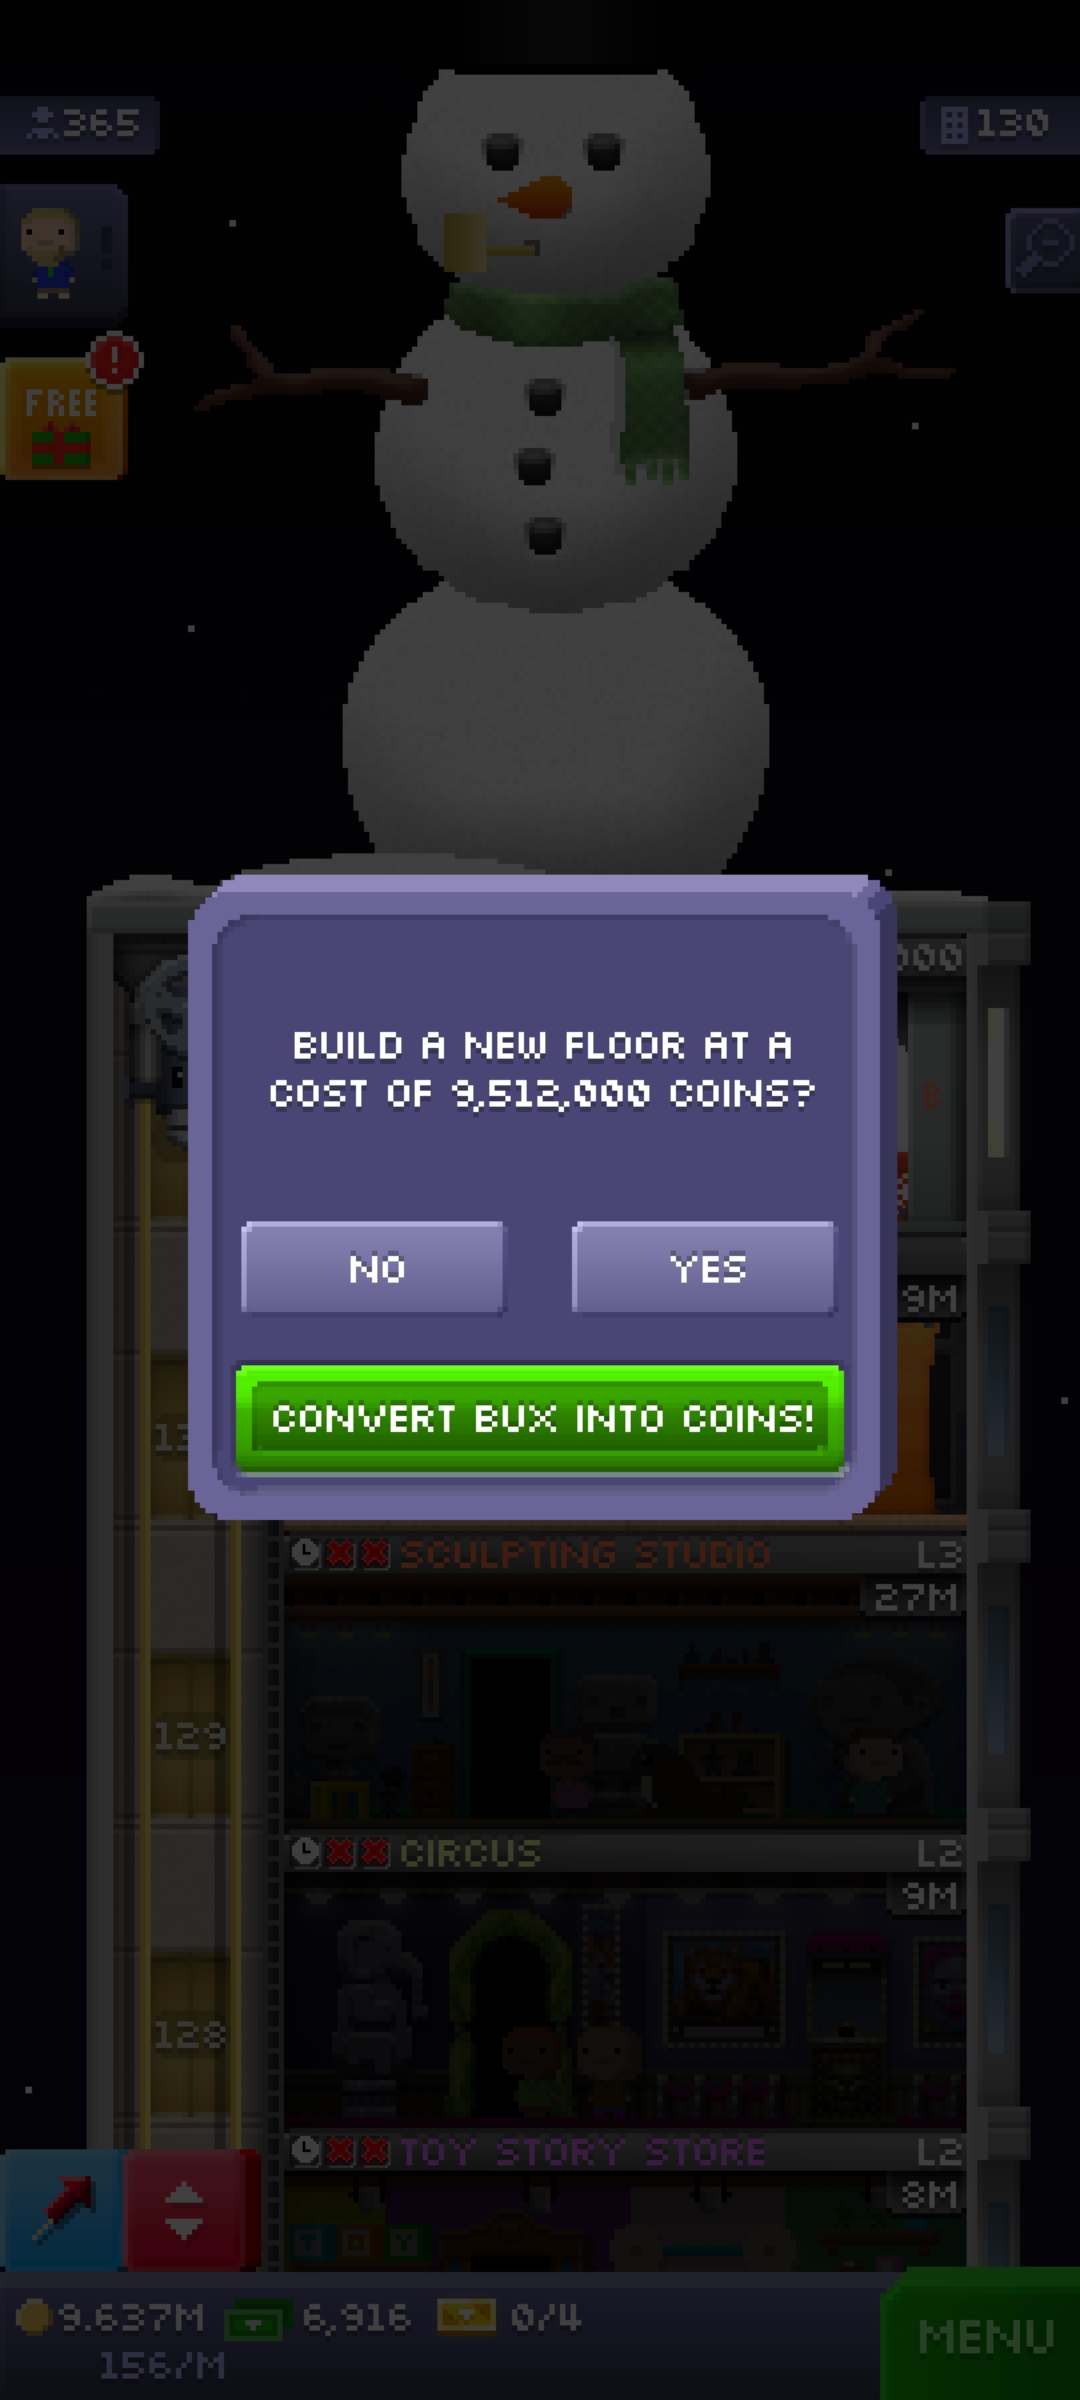 365
130
FREE
!
000
BUILD A NEW FLOOR AT A
COST OF 9,512,000 COINS?
B
NO
YES
9M
CONVERT BUX INTO COINS!
SCULPTING STUDIO L3
27M
129
CIRCUS L2
9M
128
TOY STORY STORE L2
8M
T O Y
9.637M 6,916 0/4
156/M
MENU